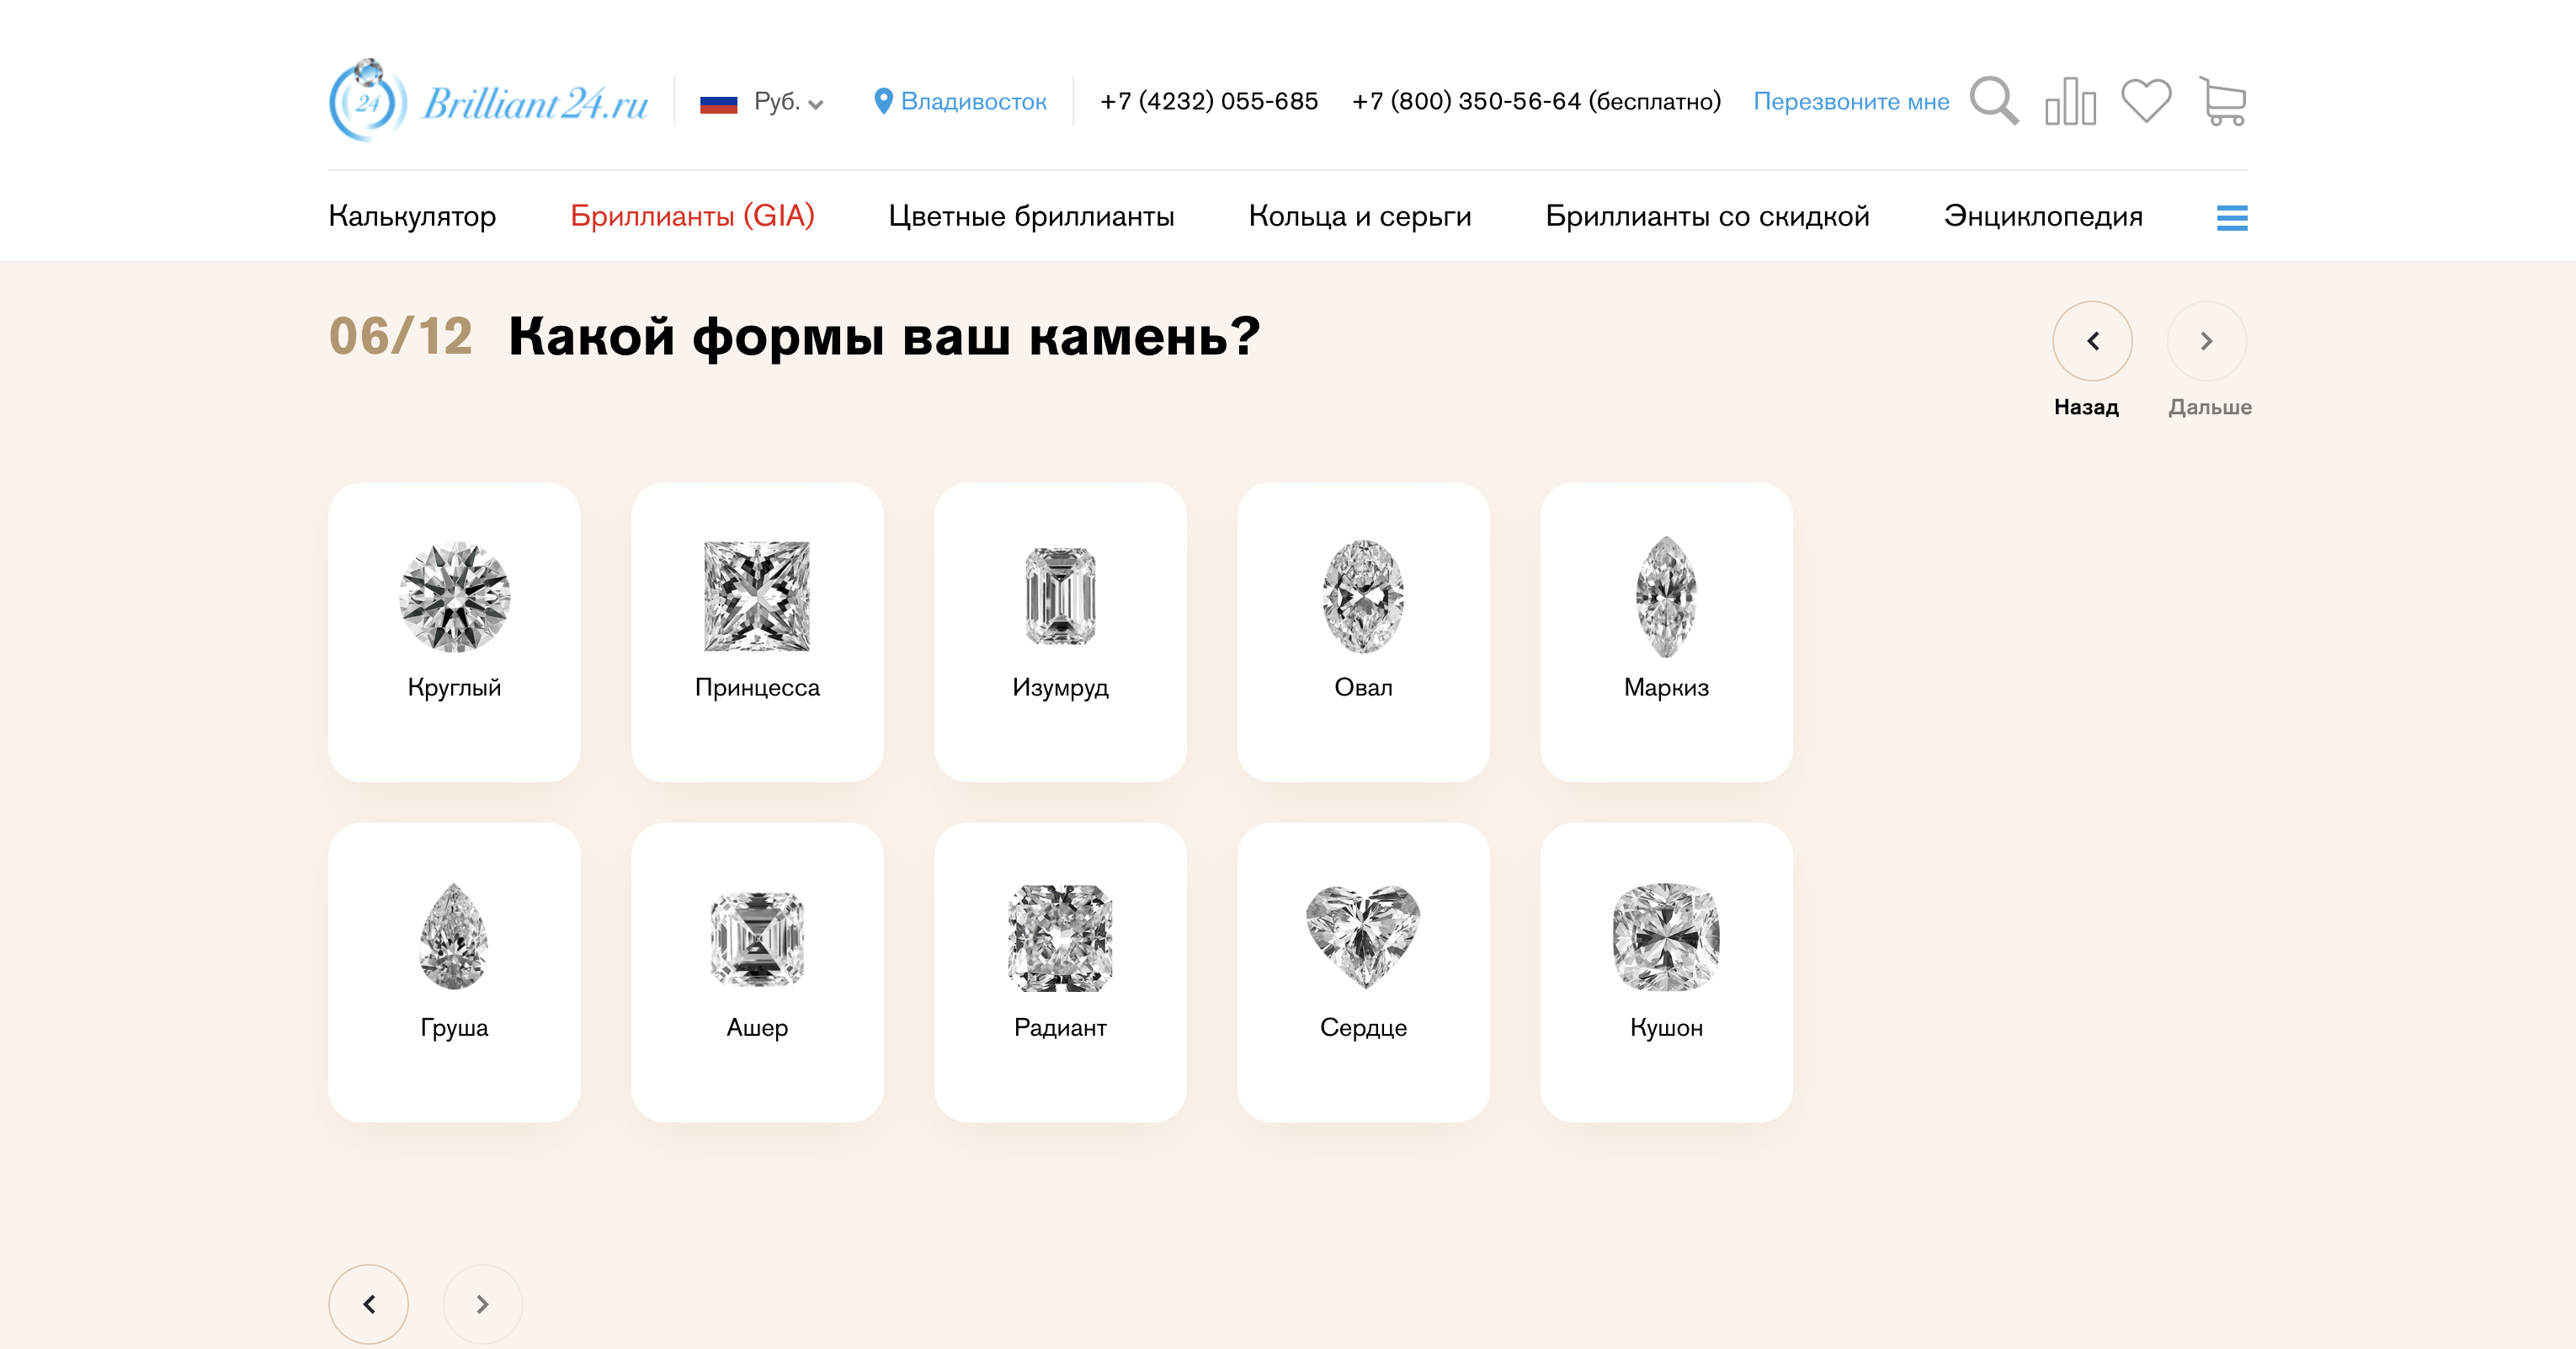 24 Brilliant24.ru Руб. Владивосток +7 (4232) 055-685 +7 (800) 350-56-64 (бесплатно) Перезвоните мне
Калькулятор Бриллианты (GIA) Цветные бриллианты Кольца и серьги Бриллианты со скидкой Энциклопедия
06/12 Какой формы ваш камень?
Назад Дальше
Круглый Принцесса Изумруд Овал Маркиз
Груша Ашер Радиант Сердце Кушон